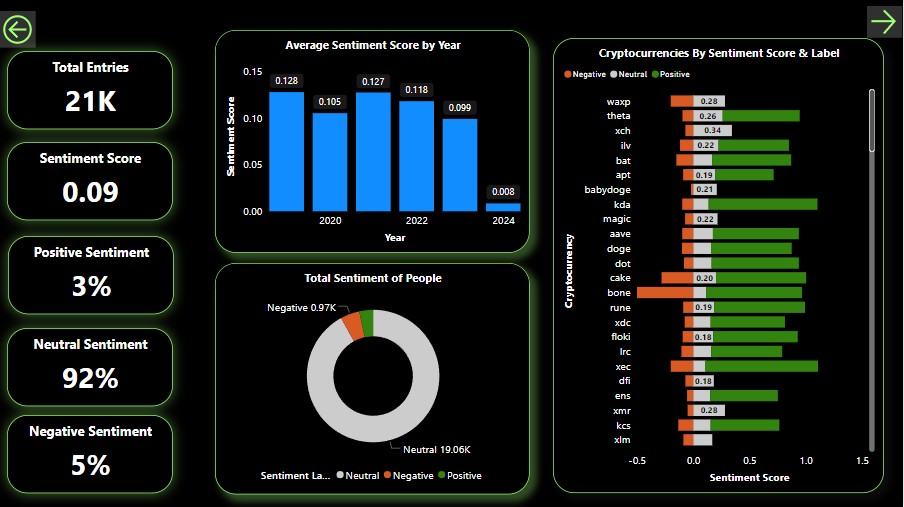 Total Entries
21K
Sentiment Score
0.09
Positive Sentiment
3%
Neutral Sentiment
92%
Negative Sentiment
5%
Average Sentiment Score by Year
Sentiment Score
0.15
0.10
0.05
0.00
0.128
0.105
0.127
0.118
0.099
0.008
2020
2022
2024
Year
Total Sentiment of People
Negative 0.97K
Neutral 19.06K
Sentiment La... Neutral Negative Positive
Cryptocurrencies By Sentiment Score & Label
Negative Neutral Positive
Cryptocurrency
waxp 0.28
theta 0.26
xch 0.34
ilv 0.22
bat
apt 0.19
babydoge 0.21
kda
magic 0.22
aave
doge
dot
cake 0.20
bone
rune 0.19
xdc
floki 0.18
lrc
xec
dfi 0.18
ens
xmr 0.28
kcs
xlm
-0.5 0.0 0.5 1.0 1.5
Sentiment Score